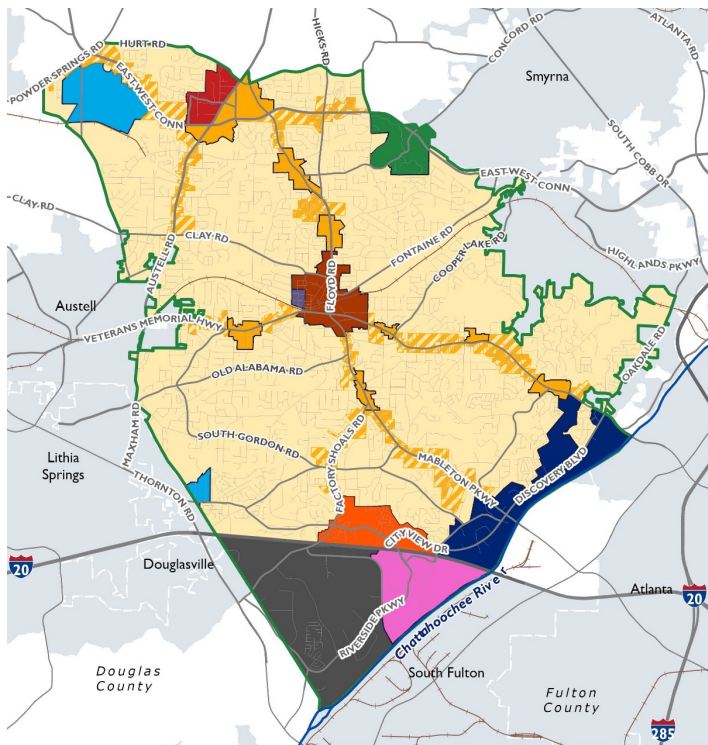 HURT RD
HICKS RD
CONCORD RD
ATLANTA RD
POWDER SPRINGS RD
EAST-WEST-CONN
Smyrna
SOUTH COBB DR
EAST-WEST-CONN
CLAY RD
CLAY RD
FONTAINE RD
COOPER LAKE RD
HIGHLANDS PKWY
AUSTELL RD
FLOYD RD
Austell
VETERANS MEMORIAL HWY
OAKDALE RD
OLD ALABAMA RD
MAXHAM RD
SOUTH GORDON RD
FACTORY SHOALS RD
MABLETON PKWY
DISCOVERY BLVD
Lithia
Springs
THORNTON RD
CITYVIEW DR
20
Douglasville
Atlanta
20
RIVERSIDE PKWY
Chattahoochee River
South Fulton
Douglas
County
Fulton
County
285